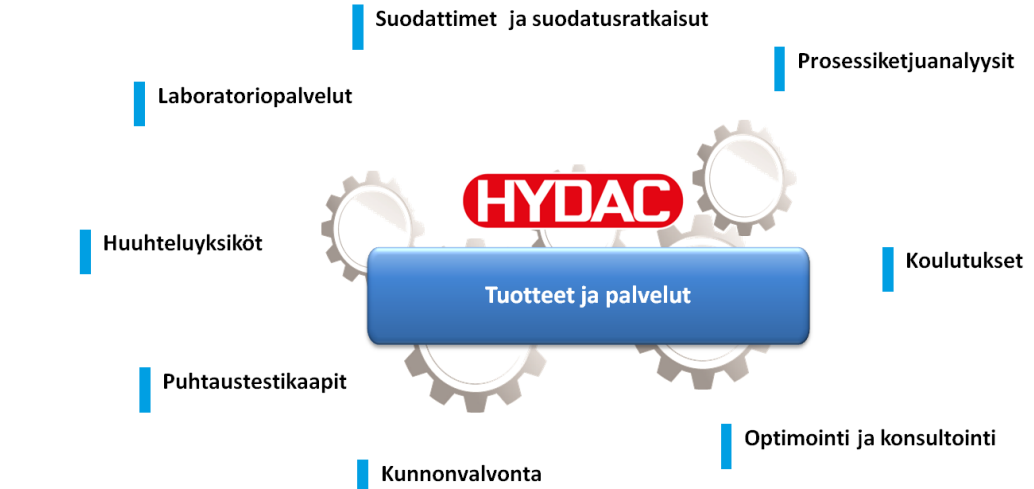 Suodattimet ja suodatusratkaisut
Prosessiketjuanalyysit
Laboratoriopalvelut
HYDAC
Huuhteluyksiköt
Koulutukset
Tuotteet ja palvelut
Puhtaustestikaapit
Optimointi ja konsultointi
Kunnonvalvonta